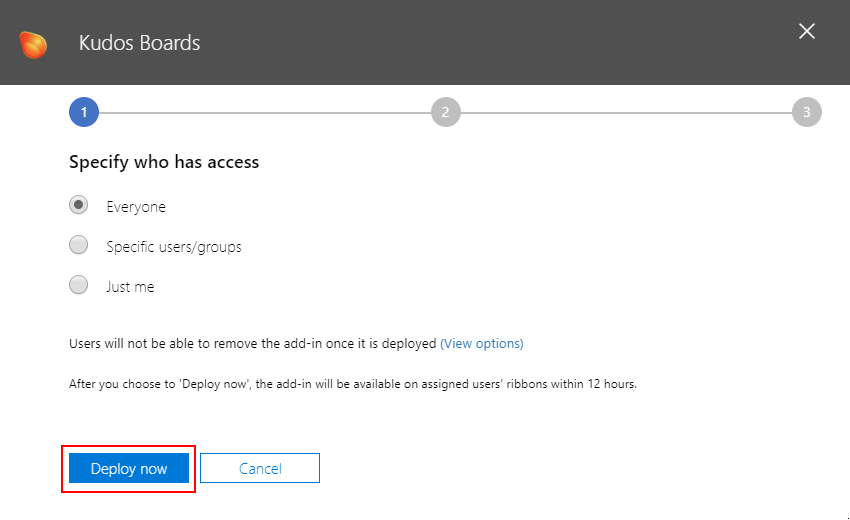 Kudos Boards
1
2
3
Specify who has access
Everyone
Specific users/groups
Just me
Users will not be able to remove the add-in once it is deployed (View options)
After you choose to 'Deploy now', the add-in will be available on assigned users' ribbons within 12 hours.
Deploy now
Cancel